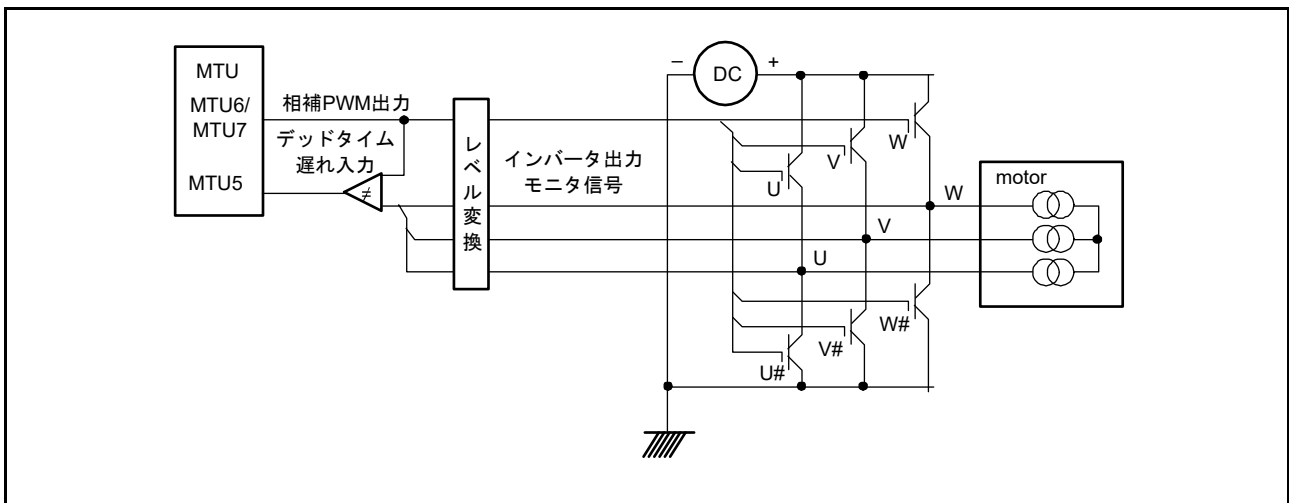 MTU
MTU6/
MTU7
MTU5
相補PWM出力
デッドタイム
遅れ入力
≠
レベル変換
インバータ出力
モニタ信号
−
DC
+
W
V
U
W
V
U
W#
V#
U#
motor